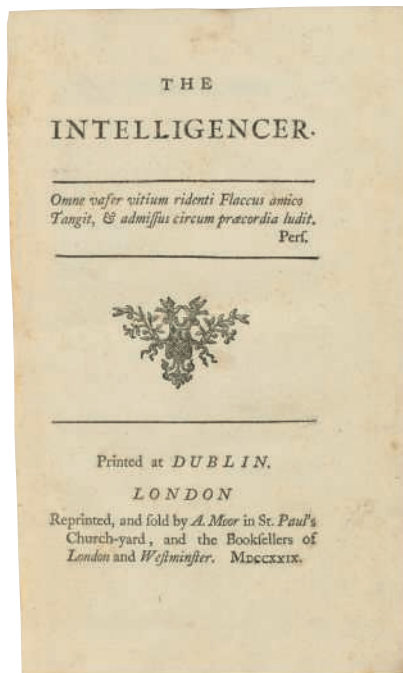 THE
INTELLIGENCER.
Omne vafer vitium ridenti Flaccus amico
Tangit, & admiſſus circum præcordia ludit.
Perſ.
Printed at DUBLIN.
LONDON
Reprinted, and ſold by A. Moor in St. Paul's
Church-yard, and the Bookſellers of
London and Weſtminſter. MDCCXXIX.